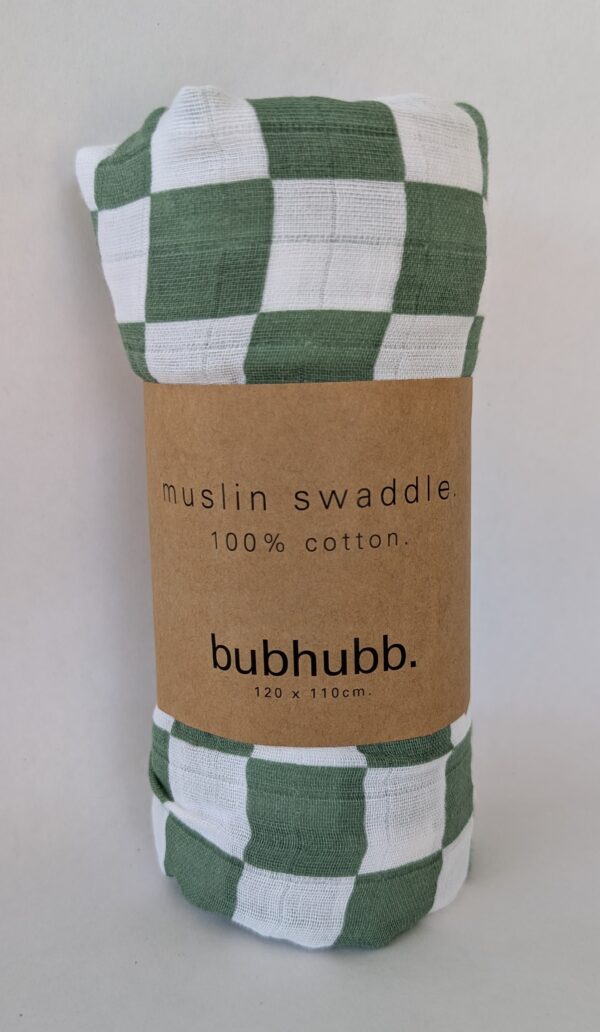 muslin swaddle.
100% cotton.
bubhubb.
120 x 110cm.